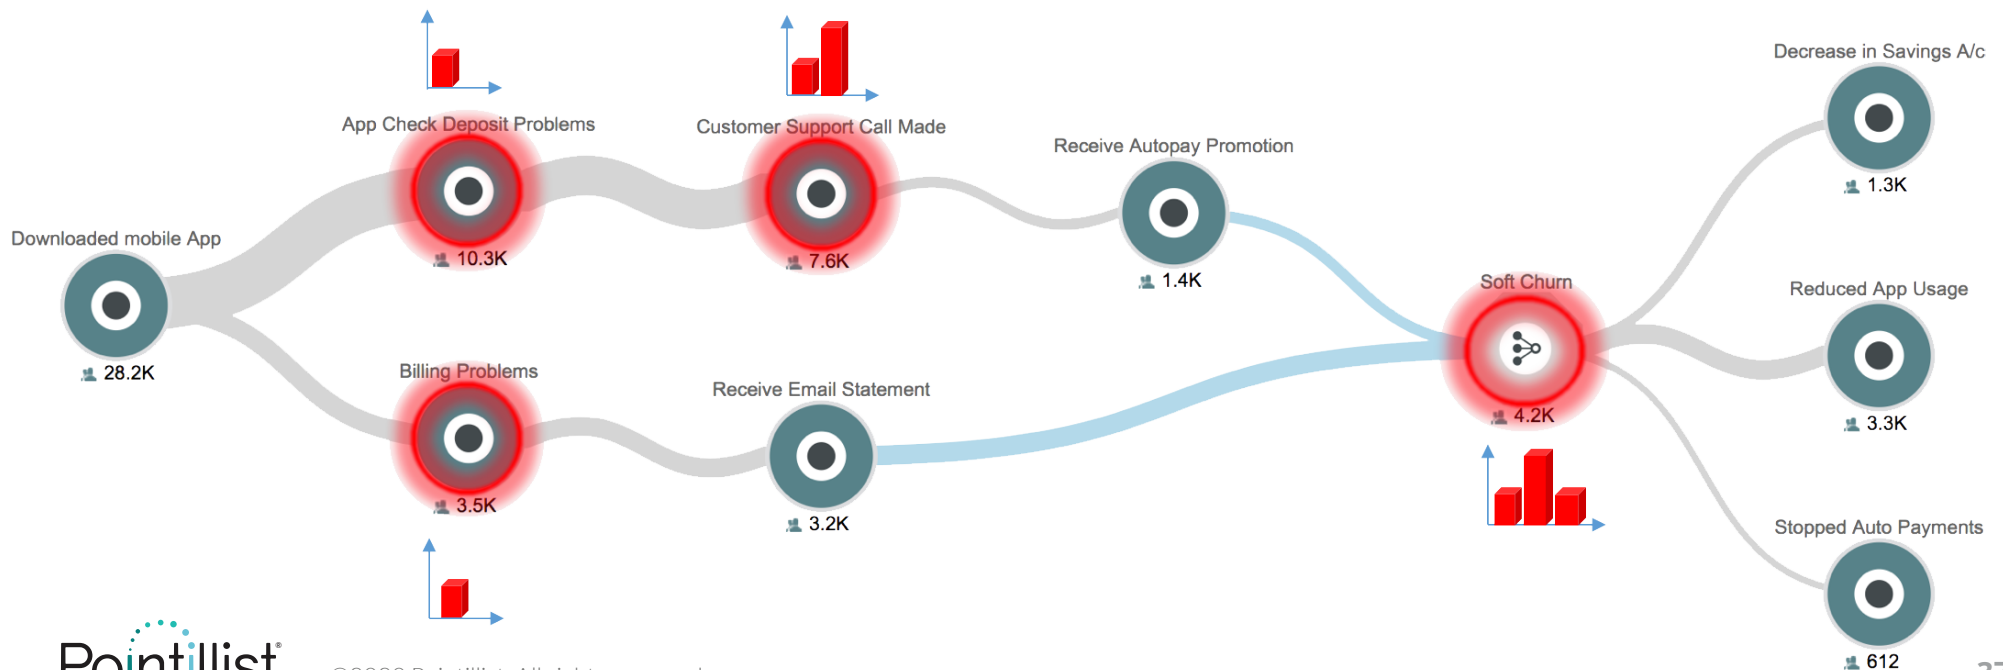 Decrease in Savings A/c
1.3K
App Check Deposit Problems
10.3K
Customer Support Call Made
7.6K
Receive Autopay Promotion
1.4K
Downloaded mobile App
28.2K
Soft Churn
4.2K
Reduced App Usage
3.3K
Billing Problems
3.5K
Receive Email Statement
3.2K
Stopped Auto Payments
612
Pointillist®